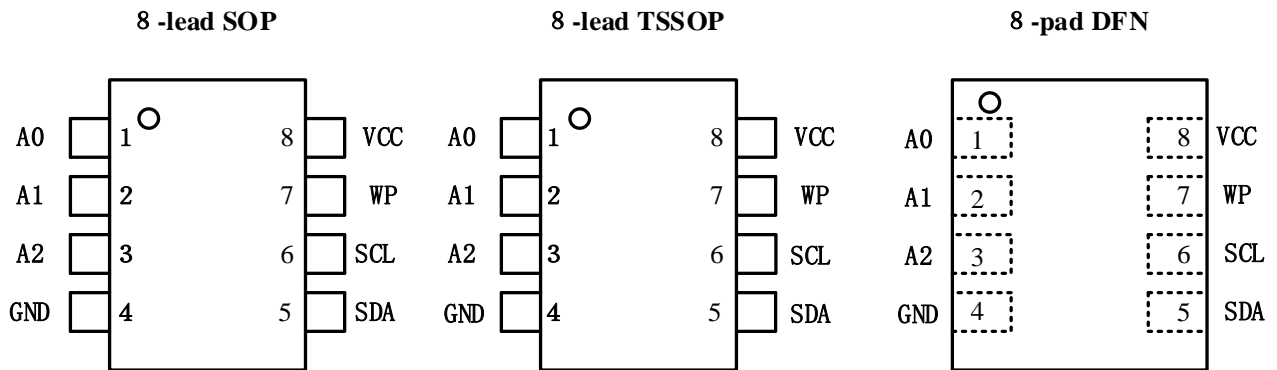 8 -lead SOP 8 -lead TSSOP 8 -pad DFN
A0 1 8 VCC A0 1 8 VCC A0 1 8 VCC
A1 2 7 WP A1 2 7 WP A1 2 7 WP
A2 3 6 SCL A2 3 6 SCL A2 3 6 SCL
GND 4 5 SDA GND 4 5 SDA GND 4 5 SDA